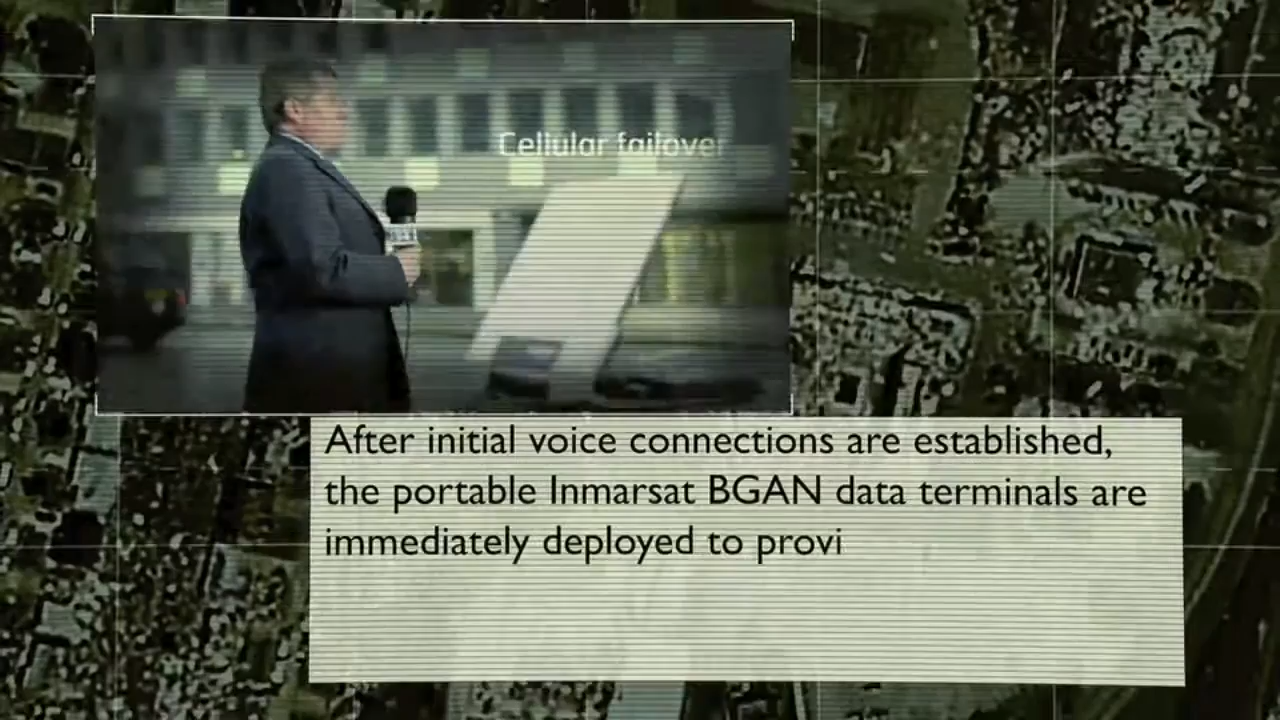 Cellular failover
After initial voice connections are established,
the portable Inmarsat BGAN data terminals are
immediately deployed to provi